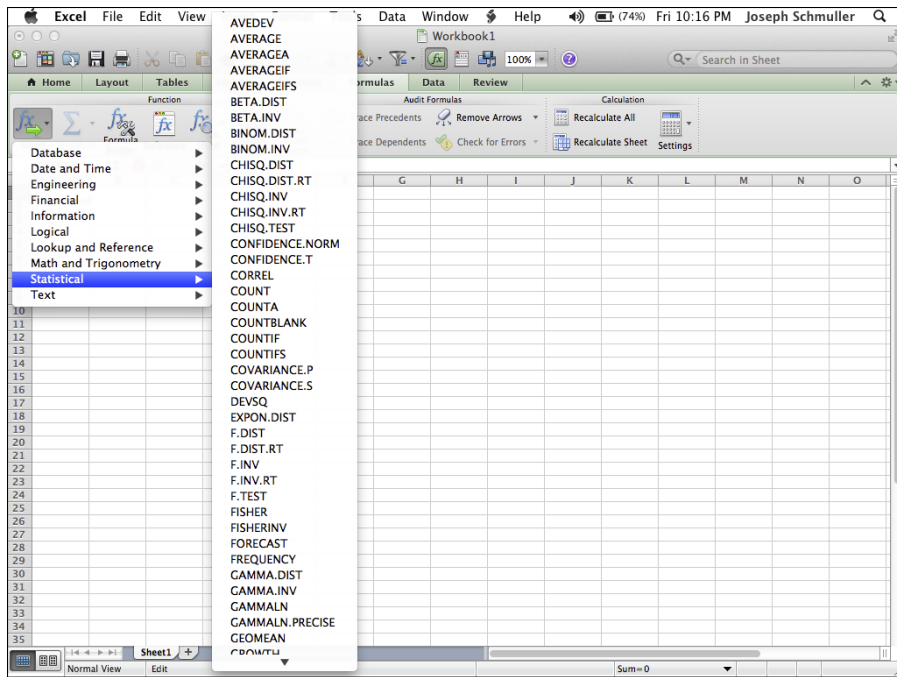 Excel File Edit View Data Window Help (74%) Fri 10:16 PM Joseph Schmuller
Workbook1
100% Search in Sheet
Home Layout Tables Data Review
Function Audit Formulas Calculation
Remove Arrows Recalculate All
Check for Errors Recalculate Sheet Settings
Formula
Database
Date and Time
Engineering
Financial
Information
Logical
Lookup and Reference
Math and Trigonometry
Statistical
Text
AVEDEV
AVERAGE
AVERAGEA
AVERAGEIF
AVERAGEIFS
BETA.DIST
BETA.INV
BINOM.DIST
BINOM.INV
CHISQ.DIST
CHISQ.DIST.RT
CHISQ.INV
CHISQ.INV.RT
CHISQ.TEST
CONFIDENCE.NORM
CONFIDENCE.T
CORREL
COUNT
COUNTA
COUNTBLANK
COUNTIF
COUNTIFS
COVARIANCE.P
COVARIANCE.S
DEVSQ
EXPON.DIST
F.DIST
F.DIST.RT
F.INV
F.INV.RT
F.TEST
FISHER
FISHERINV
FORECAST
FREQUENCY
GAMMA.DIST
GAMMA.INV
GAMMALN
GAMMALN.PRECISE
GEOMEAN
GROWTH
G H I J K L M N O
10
11
12
13
14
15
16
17
18
19
20
21
22
23
24
25
26
27
28
29
30
31
32
33
34
35
Sheet1
Normal View Edit Sum=0